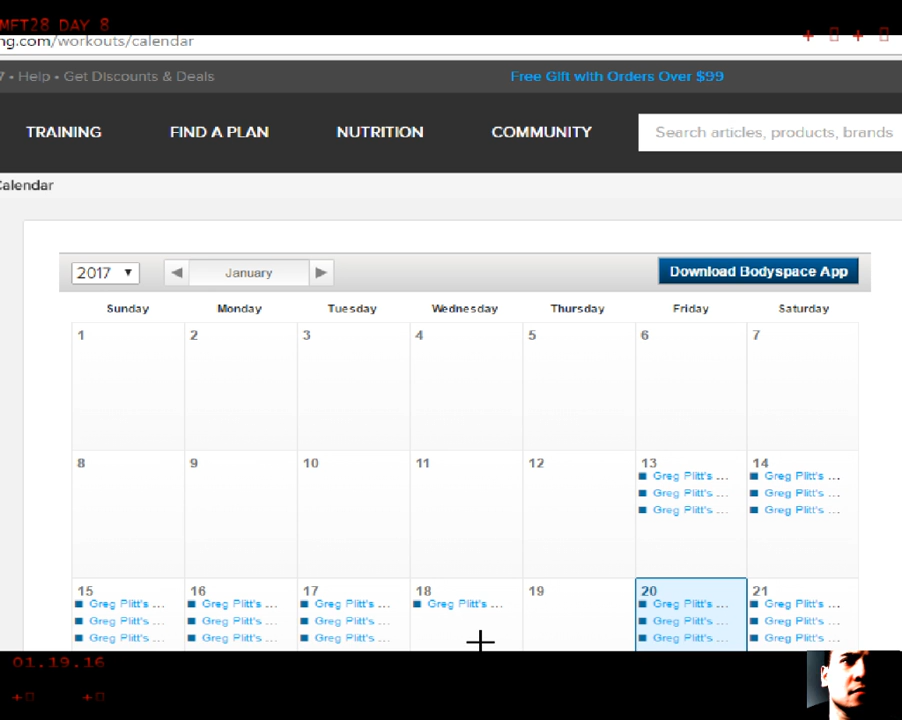 MFT28 DAY 8
ng.com/workouts/calendar
7 • Help • Get Discounts & Deals
Free Gift with Orders Over $99
TRAINING FIND A PLAN NUTRITION COMMUNITY Search articles, products, brands
Calendar
2017 ▼ ◀ January ▶ Download Bodyspace App
Sunday Monday Tuesday Wednesday Thursday Friday Saturday
1 2 3 4 5 6 7
8 9 10 11 12 13 14
Greg Plitt's ... Greg Plitt's ...
Greg Plitt's ... Greg Plitt's ...
Greg Plitt's ... Greg Plitt's ...
15 16 17 18 19 20 21
Greg Plitt's ... Greg Plitt's ... Greg Plitt's ... Greg Plitt's ... Greg Plitt's ... Greg Plitt's ...
Greg Plitt's ... Greg Plitt's ... Greg Plitt's ... Greg Plitt's ... Greg Plitt's ...
Greg Plitt's ... Greg Plitt's ... Greg Plitt's ... Greg Plitt's ... Greg Plitt's ...
01.19.16